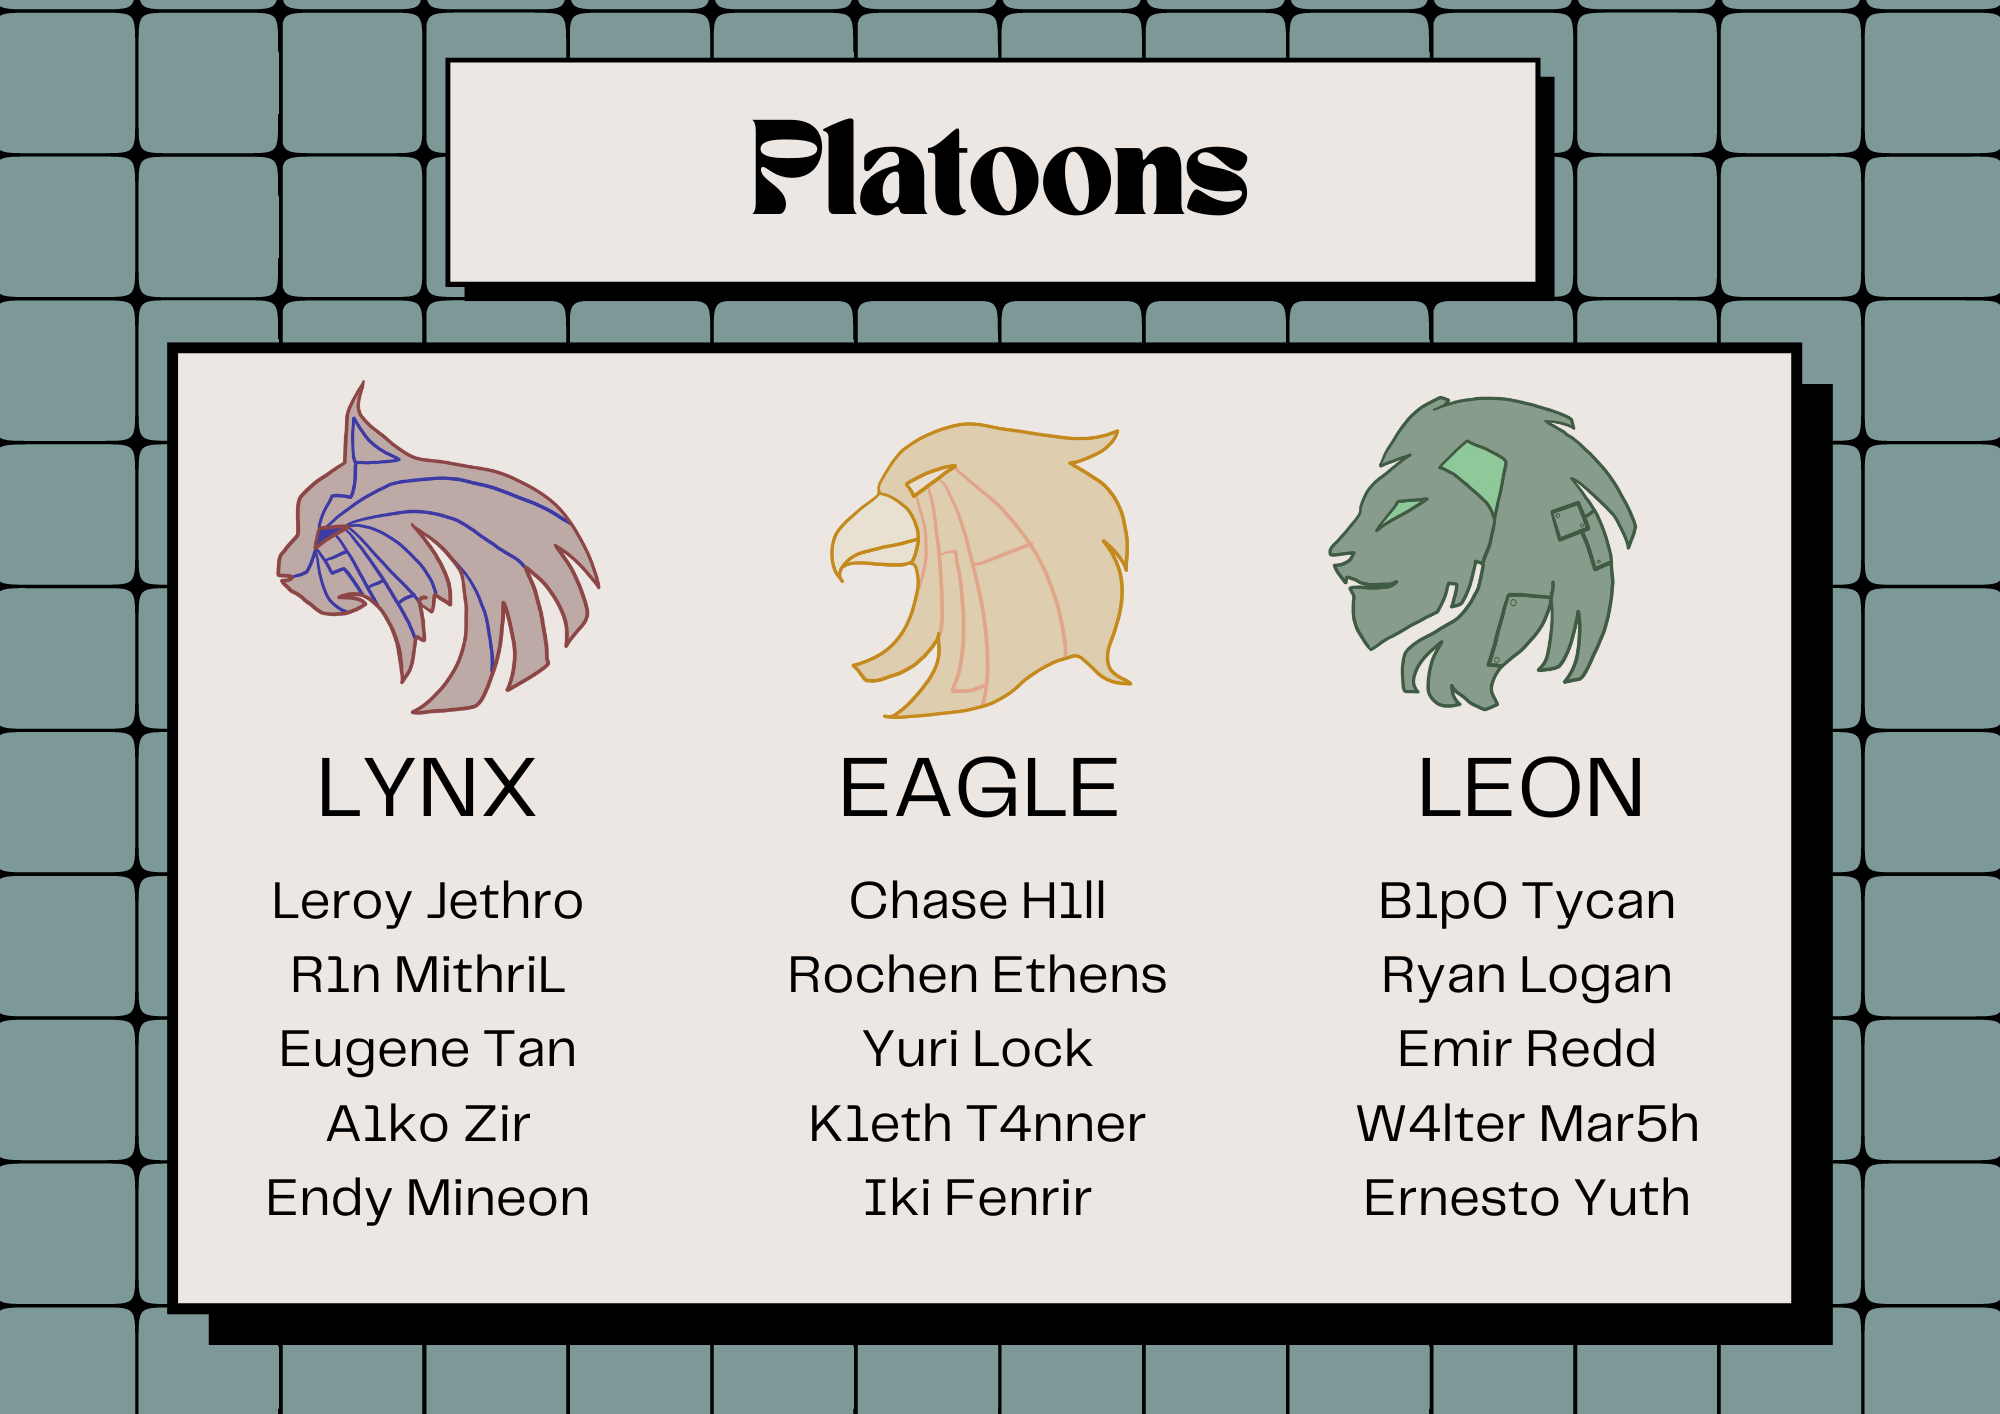 Platoons
LYNX
Leroy Jethro
R1n MithriL
Eugene Tan
A1ko Zir
Endy Mineon
EAGLE
Chase H1ll
Rochen Ethens
Yuri Lock
K1eth T4nner
Iki Fenrir
LEON
B1p0 Tycan
Ryan Logan
Emir Redd
W4lter Mar5h
Ernesto Yuth